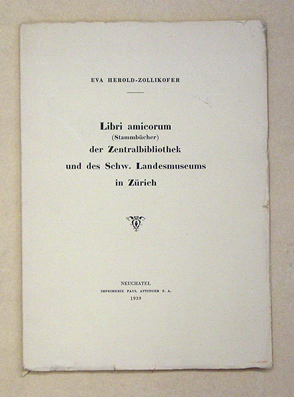 EVA HEROLD-ZOLLIKOFER
Libri amicorum
(Stammbücher)
der Zentralbibliothek
und des Schw. Landesmuseums
in Zürich
NEUCHATEL
IMPRIMERIE PAUL ATTINGER S. A.
1939